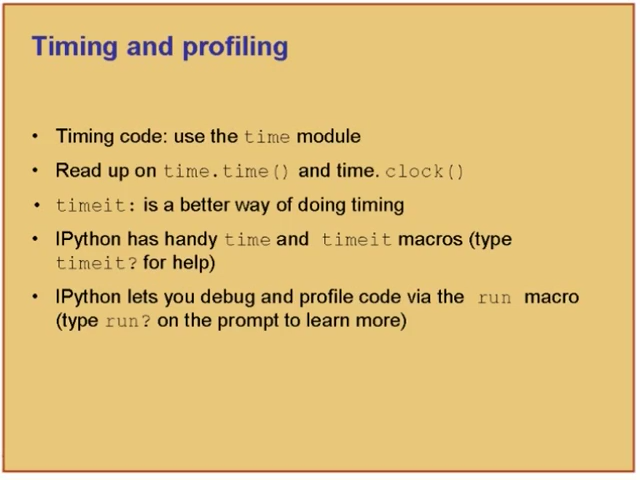 Timing and profiling
• Timing code: use the time module
• Read up on time.time() and time. clock()
• timeit: is a better way of doing timing
• IPython has handy time and timeit macros (type
timeit? for help)
• IPython lets you debug and profile code via the run macro
(type run? on the prompt to learn more)